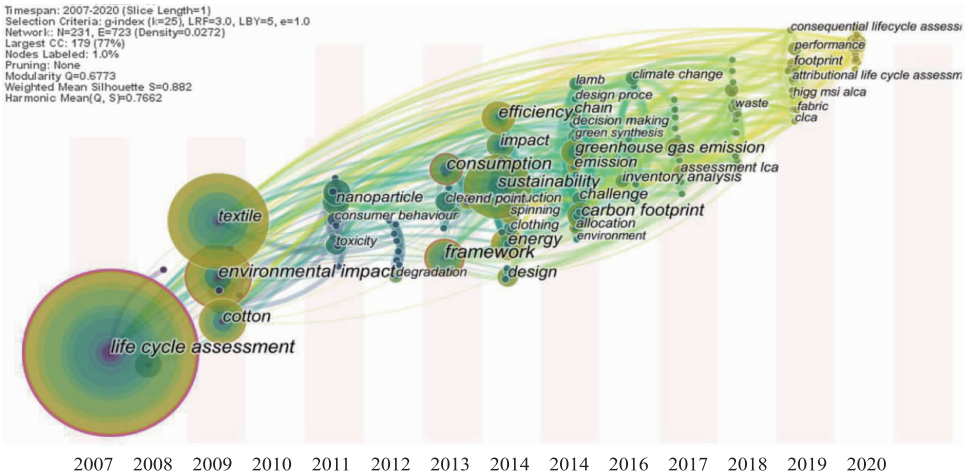 Timespan: 2007-2020 (Slice Length=1)
Selection Criteria: g-index (k=25), LRF=3.0, LBY=5, e=1.0
Network: N=231, E=723 (Density=0.0272)
Largest CC: 179 (77%)
Nodes Labeled: 1.0%
Pruning: None
Modularity Q=0.6773
Weighted Mean Silhouette S=0.882
Harmonic Mean(Q, S)=0.7662
consequential lifecycle assessi
performance
footprint
attributional life cycle assessm
higg msi alca
fabric
clca
climate change
waste
lamb
design proce
chain
decision making
green synthesis
greenhouse gas emission
emission
assessment lca
inventory analysis
challenge
carbon footprint
allocation
environment
efficiency
impact
consumption
sustainability
spinning
clothing
energy
framework
design
nanoparticle
consumer behaviour
toxicity
degradation
textile
environmental impact
cotton
life cycle assessment
2007 2008 2009 2010 2011 2012 2013 2014 2014 2016 2017 2018 2019 2020